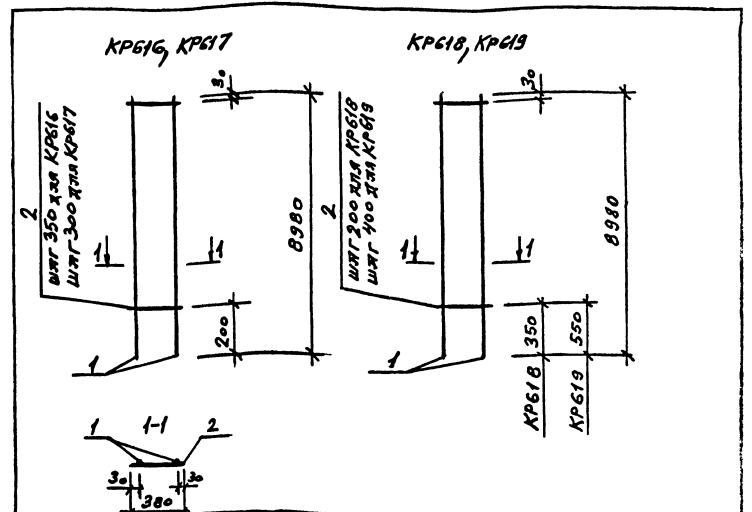 КР616, КР617
30
2
шаг 350 для КР616
шаг 300 для КР617
1 1
8980
200
1
КР618, КР619
30
2
шаг 200 для КР618
шаг 400 для КР619
1 1
8980
350
550
КР618
КР619
1
1 1-1 2
30 30
380